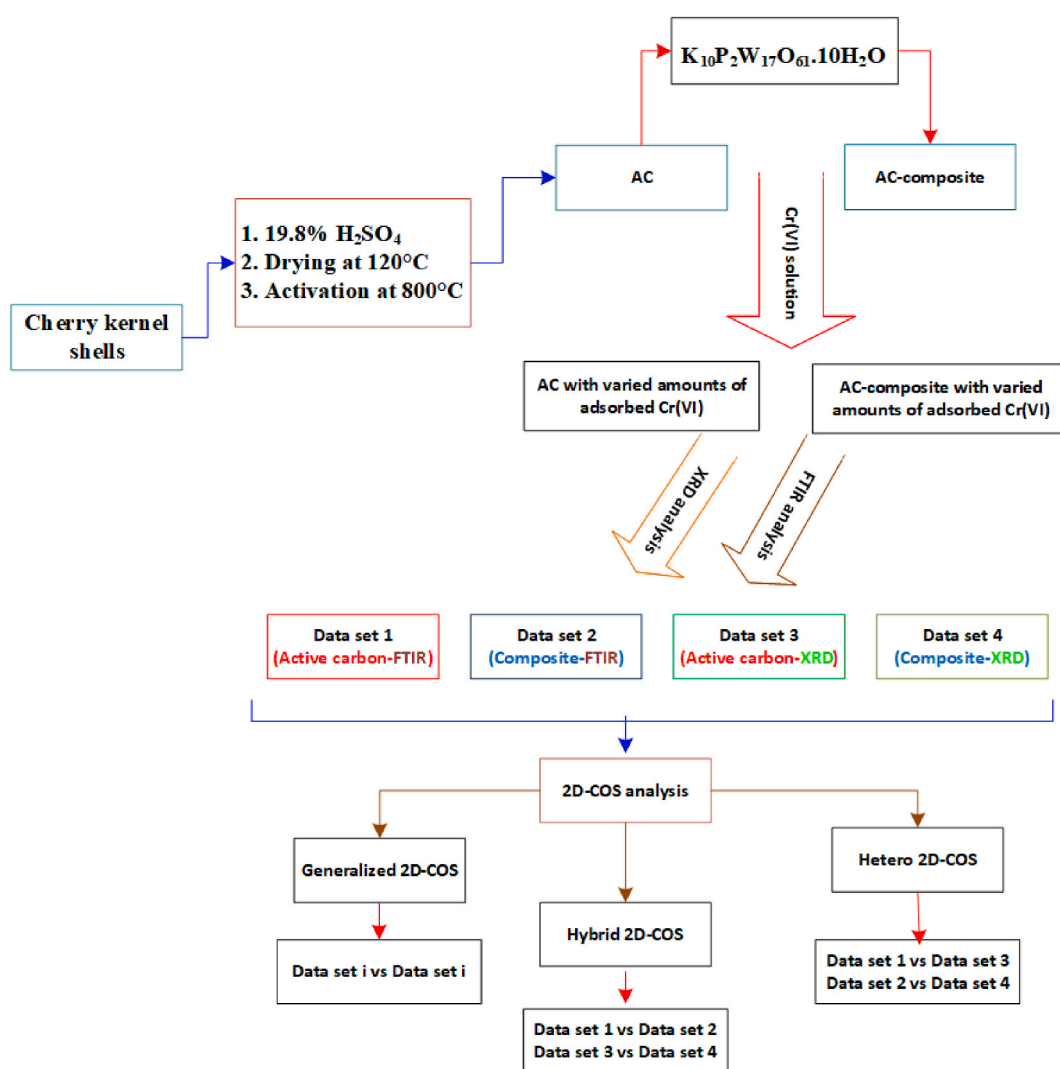 K₁₀P₂W₁₇O₆₁.10H₂O
AC
AC-composite
1. 19.8% H₂SO₄
2. Drying at 120°C
3. Activation at 800°C
Cherry kernel
shells
Cr(VI) solution
AC with varied amounts of
adsorbed Cr(VI)
AC-composite with varied
amounts of adsorbed Cr(VI)
XRD analysis
FTIR analysis
Data set 1
(Active carbon-FTIR)
Data set 2
(Composite-FTIR)
Data set 3
(Active carbon-XRD)
Data set 4
(Composite-XRD)
2D-COS analysis
Generalized 2D-COS
Hybrid 2D-COS
Hetero 2D-COS
Data set i vs Data set i
Data set 1 vs Data set 2
Data set 3 vs Data set 4
Data set 1 vs Data set 3
Data set 2 vs Data set 4